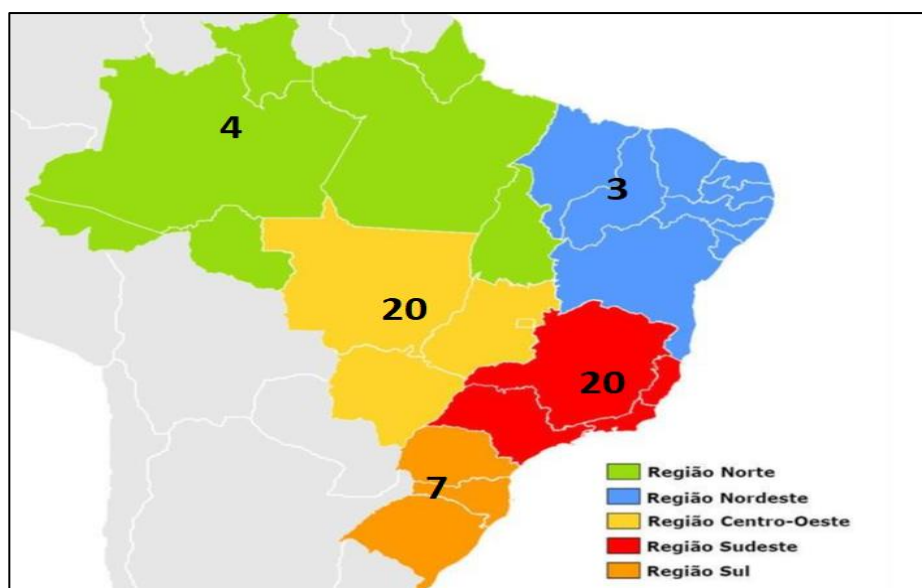 4
3
20
20
7
Região Norte
Região Nordeste
Região Centro-Oeste
Região Sudeste
Região Sul